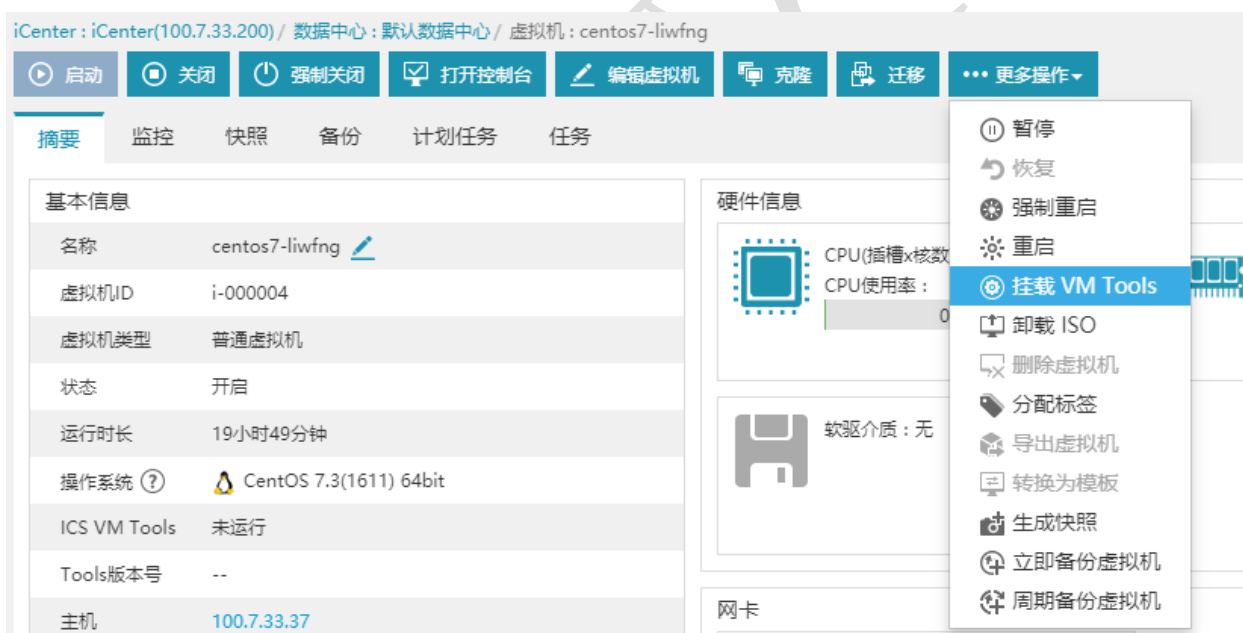 iCenter : iCenter(100.7.33.200) / 数据中心 : 默认数据中心 / 虚拟机 : centos7-liwfng
启动 关闭 强制关闭 打开控制台 编辑虚拟机 克隆 迁移 更多操作
摘要 监控 快照 备份 计划任务 任务
基本信息
名称 centos7-liwfng
虚拟机ID i-000004
虚拟机类型 普通虚拟机
状态 开启
运行时长 19小时49分钟
操作系统 ? CentOS 7.3(1611) 64bit
ICS VM Tools 未运行
Tools版本号 --
主机 100.7.33.37
硬件信息
CPU(插槽x核数
CPU使用率：
0
软驱介质：无
网卡
暂停
恢复
强制重启
重启
挂载 VM Tools
卸载 ISO
删除虚拟机
分配标签
导出虚拟机
转换为模板
生成快照
立即备份虚拟机
周期备份虚拟机